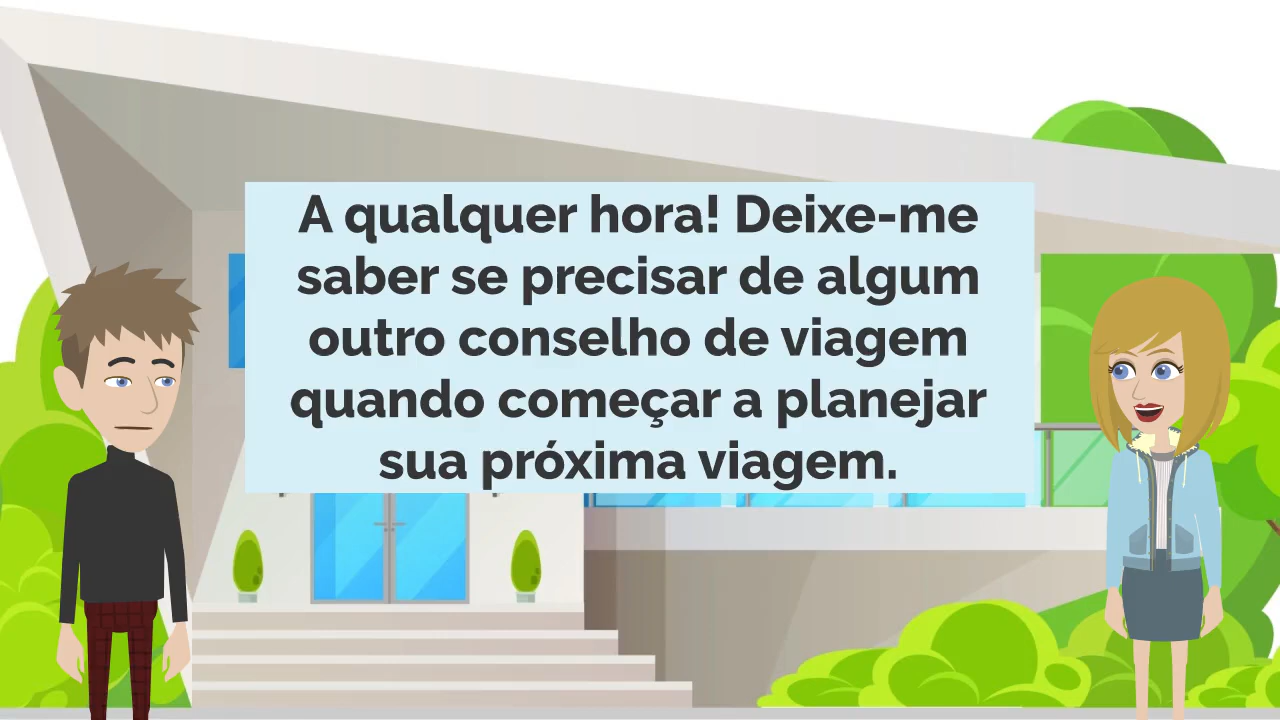 A qualquer hora! Deixe-me
saber se precisar de algum
outro conselho de viagem
quando começar a planejar
sua próxima viagem.